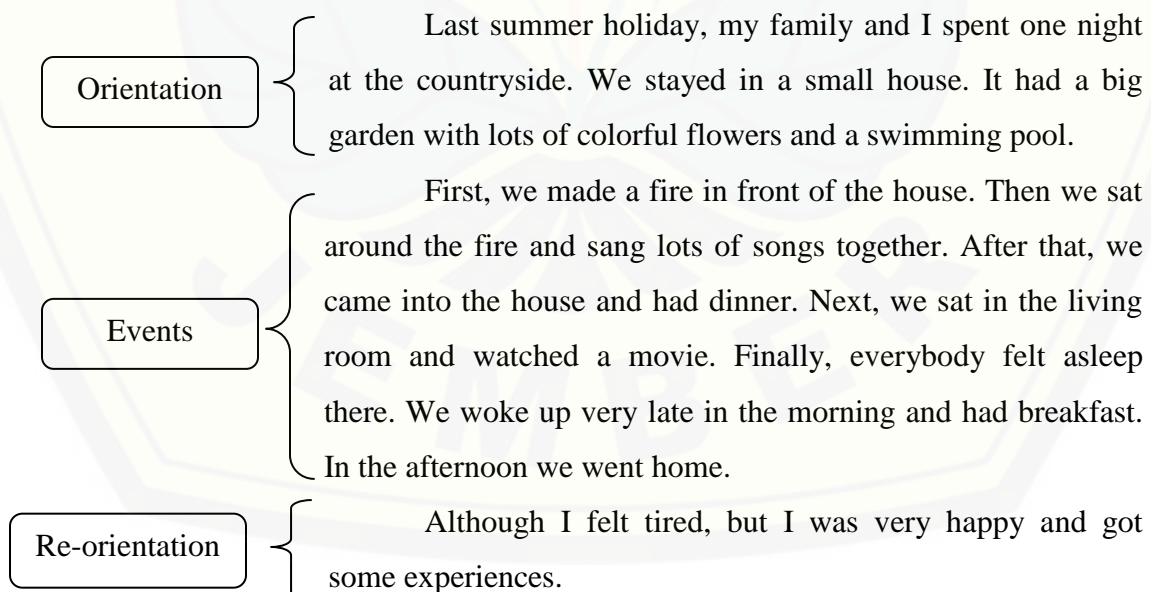 Orientation
Last summer holiday, my family and I spent one night
at the countryside. We stayed in a small house. It had a big
garden with lots of colorful flowers and a swimming pool.
Events
First, we made a fire in front of the house. Then we sat
around the fire and sang lots of songs together. After that, we
came into the house and had dinner. Next, we sat in the living
room and watched a movie. Finally, everybody felt asleep
there. We woke up very late in the morning and had breakfast.
In the afternoon we went home.
Re-orientation
Although I felt tired, but I was very happy and got
some experiences.
JEMBER